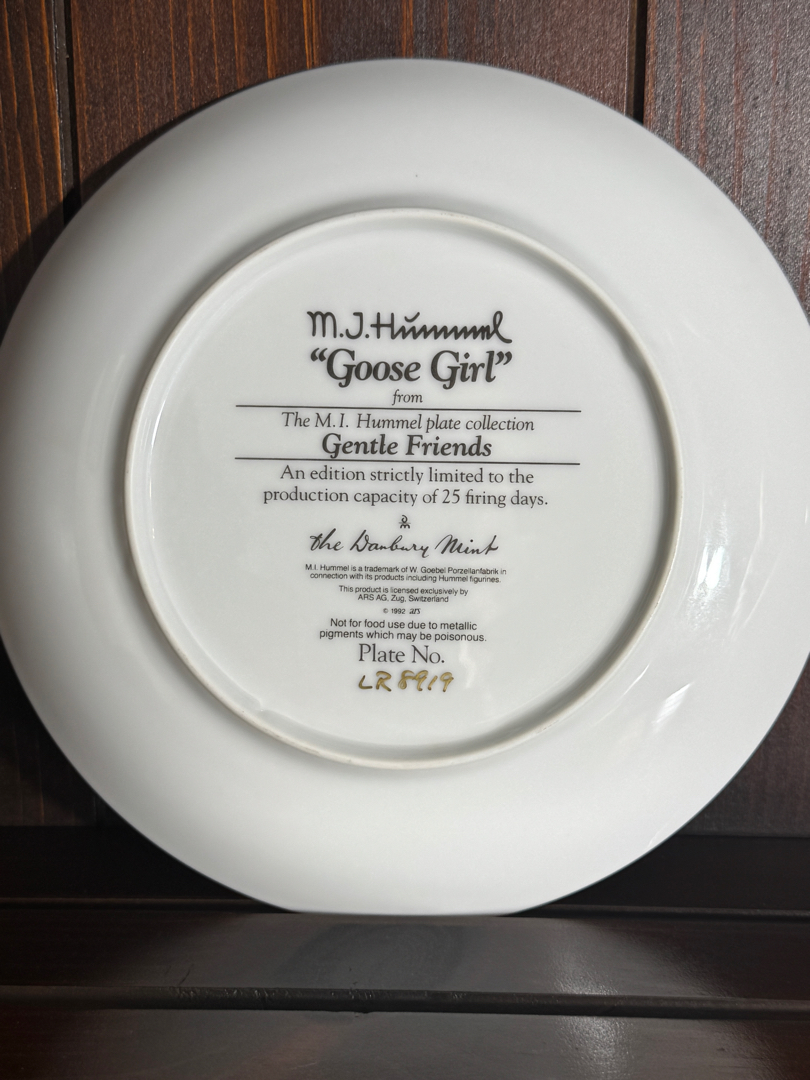 M.J.Hummel
“Goose Girl”
from
The M.I. Hummel plate collection
Gentle Friends
An edition strictly limited to the
production capacity of 25 firing days.
the Danbury Mint
M.I. Hummel is a trademark of W. Goebel Porzellanfabrik in
connection with its products including Hummel figurines.
This product is licensed exclusively by
ARS AG, Zug, Switzerland
© 1992 ars
Not for food use due to metallic
pigments which may be poisonous.
Plate No.
LR 8919